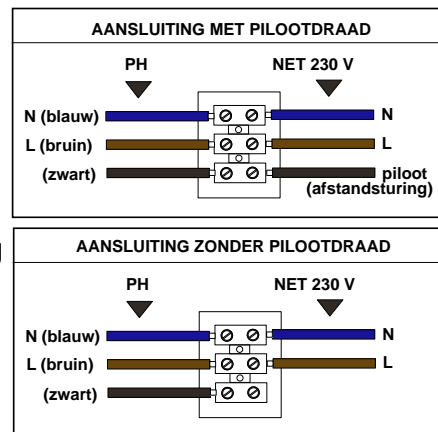 AANSLUITING MET PILOOTDRAAD
PH NET 230 V
N (blauw) N
L (bruin) L
(zwart) piloot
(afstandsturing)
AANSLUITING ZONDER PILOOTDRAAD
PH NET 230 V
N (blauw) N
L (bruin) L
(zwart)